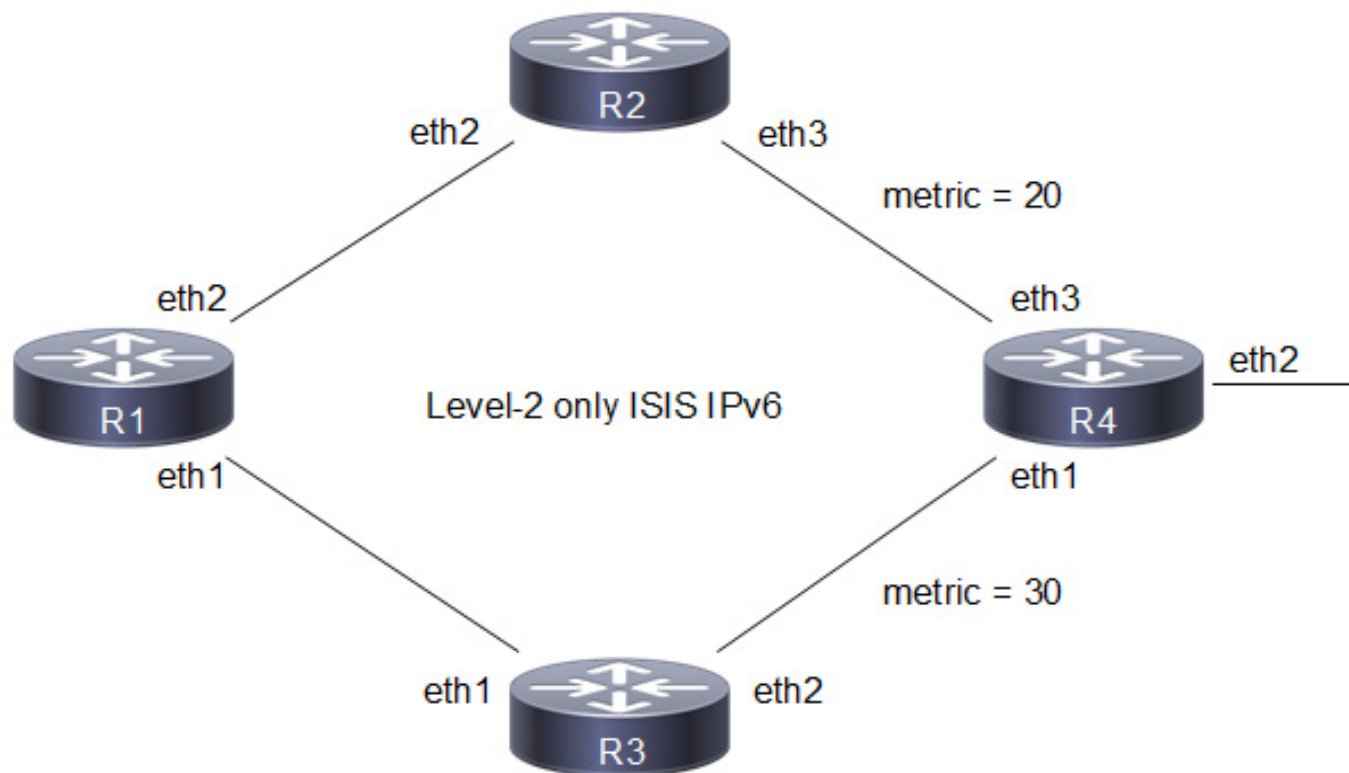 R2
eth2
eth3
metric = 20
eth2
eth3
eth2
R1
Level-2 only ISIS IPv6
R4
eth1
eth1
metric = 30
eth1
eth2
R3